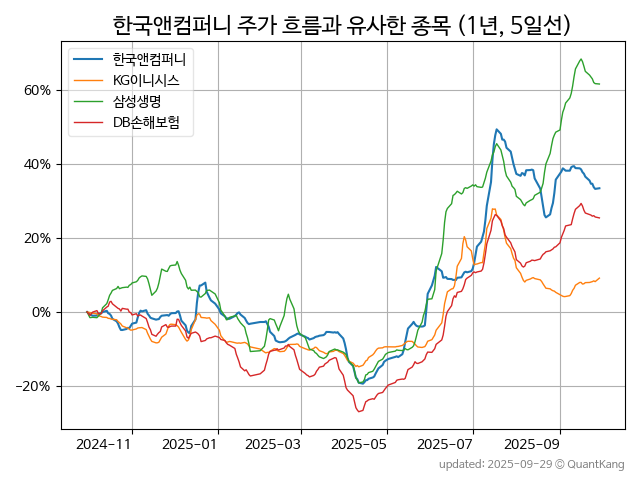 한국앤컴퍼니 주가 흐름과 유사한 종목 (1년, 5일선)
한국앤컴퍼니
KG이니시스
삼성생명
DB손해보험
60%
40%
20%
0%
−20%
2024-11 2025-01 2025-03 2025-05 2025-07 2025-09
updated: 2025-09-29 © QuantKang